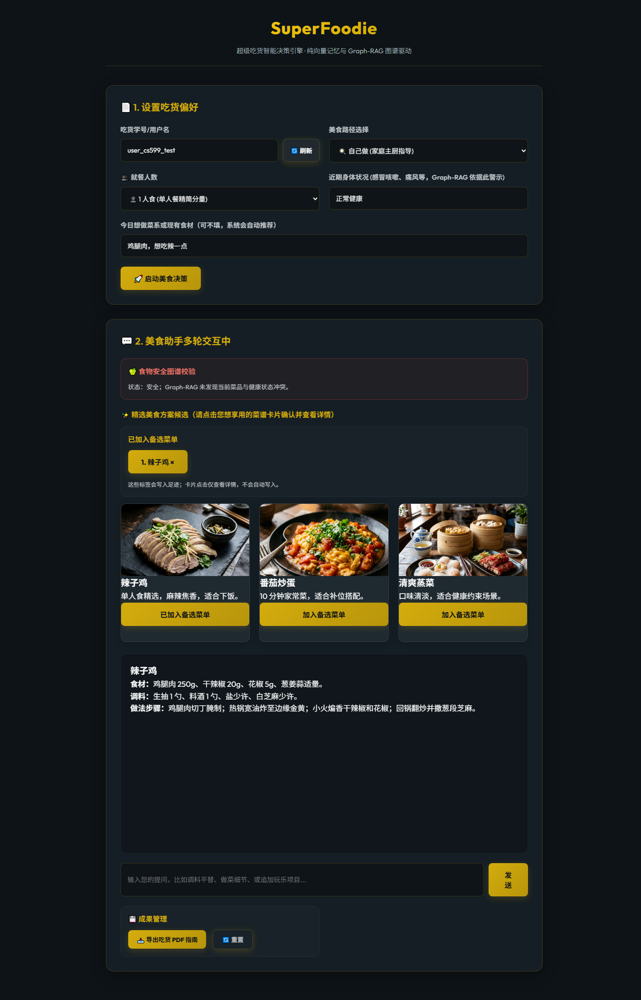 SuperFoodie
超级吃货智能决策引擎 · 纯向量记忆与 Graph-RAG 图谱驱动
1. 设置吃货偏好
吃货学号/用户名
美食路径选择
user_cs599_test
刷新
自己做 (家庭主厨指导)
就餐人数
近期身体状况 (感冒咳嗽、痛风等，Graph-RAG 依据此警示)
1 人食 (单人餐精简分量)
正常健康
今日想做菜系或现有食材（可不填，系统会自动推荐）
鸡腿肉，想吃辣一点
启动美食决策
2. 美食助手多轮交互中
食物安全图谱校验
状态：安全；Graph-RAG 未发现当前菜品与健康状态冲突。
精选美食方案候选（请点击您想享用的菜谱卡片确认并查看详情）
已加入备选菜单
1. 辣子鸡 ×
这些标签会写入足迹；卡片点击仅查看详情，不会自动写入。
辣子鸡
单人食精选，麻辣焦香，适合下饭。
已加入备选菜单
番茄炒蛋
10 分钟家常菜，适合补位搭配。
加入备选菜单
清爽蒸菜
口味清淡，适合健康约束场景。
加入备选菜单
辣子鸡
食材：鸡腿肉 250g、干辣椒 20g、花椒 5g、葱姜蒜适量。
调料：生抽 1 勺、料酒 1 勺、盐少许、白芝麻少许。
做法步骤：鸡腿肉切丁腌制；热锅宽油炸至边缘金黄；小火煸香干辣椒和花椒；回锅翻炒并撒葱段芝麻。
输入您的提问，比如调料平替、做菜细节、或追加玩乐项目...
发
送
成果管理
导出吃货 PDF 指南
重置